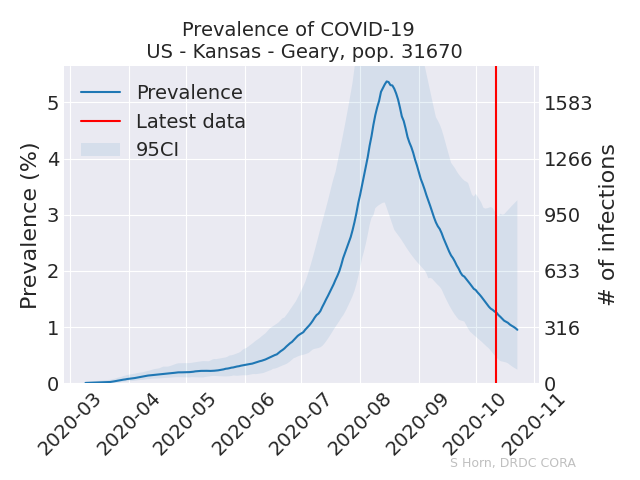 Prevalence of COVID-19
US - Kansas - Geary, pop. 31670
Prevalence
Latest data
95CI
Prevalence (%)
5
4
3
2
1
0
# of infections
1583
1266
950
633
316
0
2020-03
2020-04
2020-05
2020-06
2020-07
2020-08
2020-09
2020-10
2020-11
S Horn, DRDC CORA